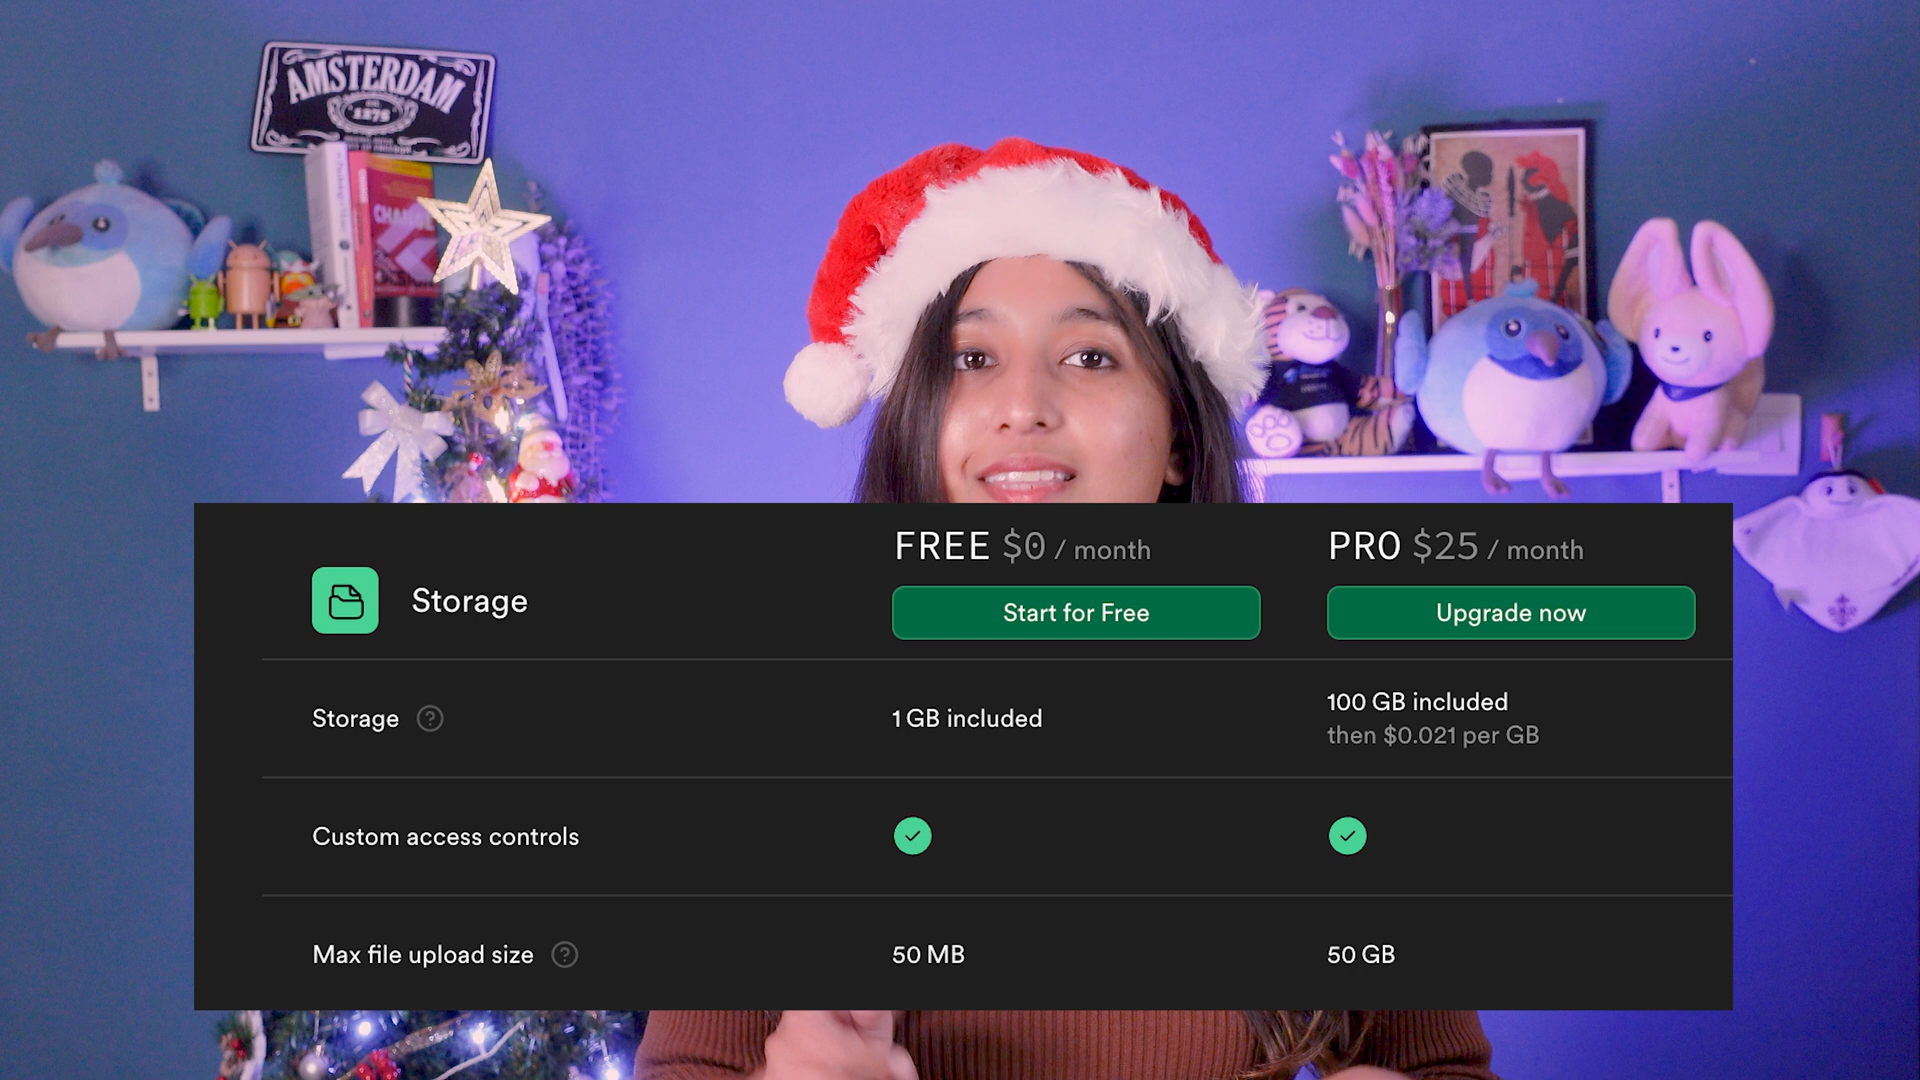 AMSTERDAM
1275
FREE $0 / month
PRO $25 / month
Storage
Start for Free
Upgrade now
Storage ?
1 GB included
100 GB included
then $0.021 per GB
Custom access controls
Max file upload size ?
50 MB
50 GB